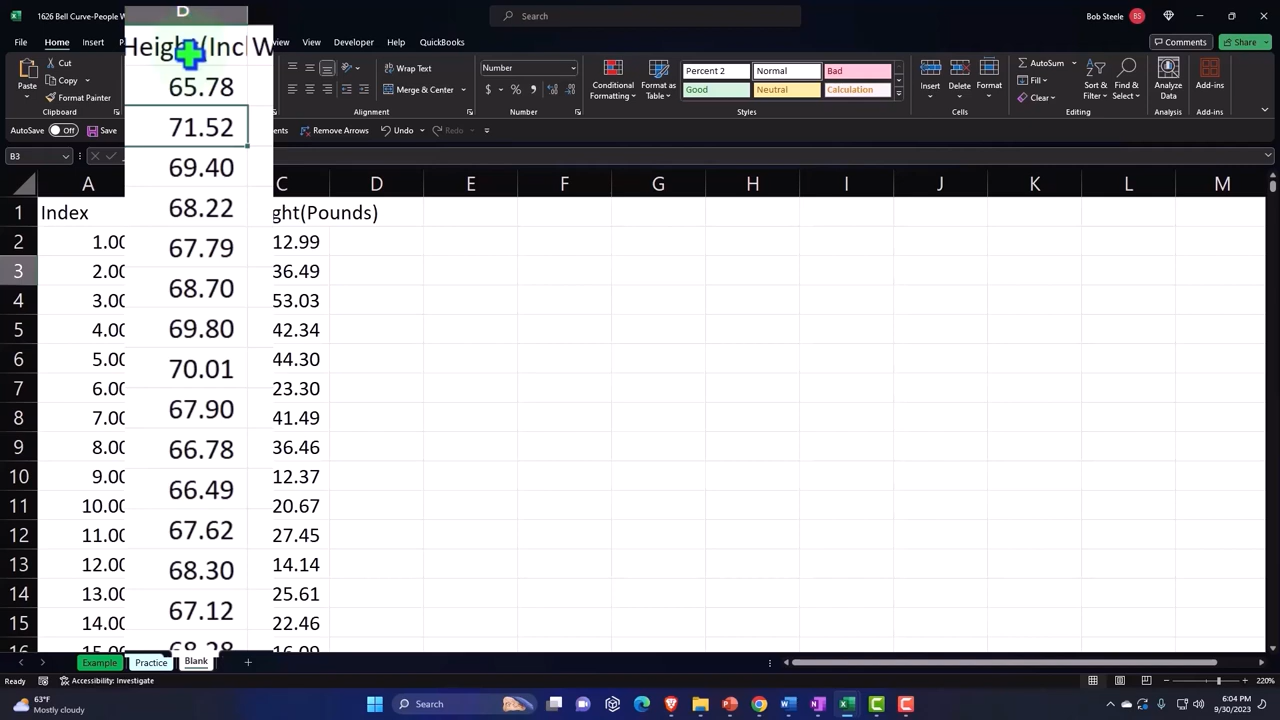 1626 Bell Curve-People W
Search
Bob Steele BS
File Home Insert View Developer Help QuickBooks
Comments Share
Paste Cut
Copy
Format Painter
Clipboard
Wrap Text
Merge & Center
Alignment
Number
Number
Conditional Formatting Format as Table
Percent 2 Normal Bad
Good Neutral Calculation
Styles
Insert Delete Format
Cells
AutoSum
Fill
Clear
Sort & Filter Find & Select
Editing
Analyze Data
Analysis
Add-ins
Add-ins
AutoSave Off Save Remove Arrows Undo Redo
B3
A B C D E F G H I J K L M
1 Index Height(Inc W ght(Pounds)
2 1.00 65.78 12.99
3 2.00 71.52 36.49
4 3.00 69.40 53.03
5 4.00 68.22 42.34
6 5.00 67.79 44.30
7 6.00 68.70 23.30
8 7.00 69.80 41.49
9 8.00 70.01 36.46
10 9.00 67.90 12.37
11 10.00 66.78 20.67
12 11.00 66.49 27.45
13 12.00 67.62 14.14
14 13.00 68.30 25.61
15 14.00 67.12 22.46
16 15.00 68.28 16.09
Example Practice Blank
Ready Accessibility: Investigate 220%
63°F
Mostly cloudy
Search
6:04 PM
9/30/2023